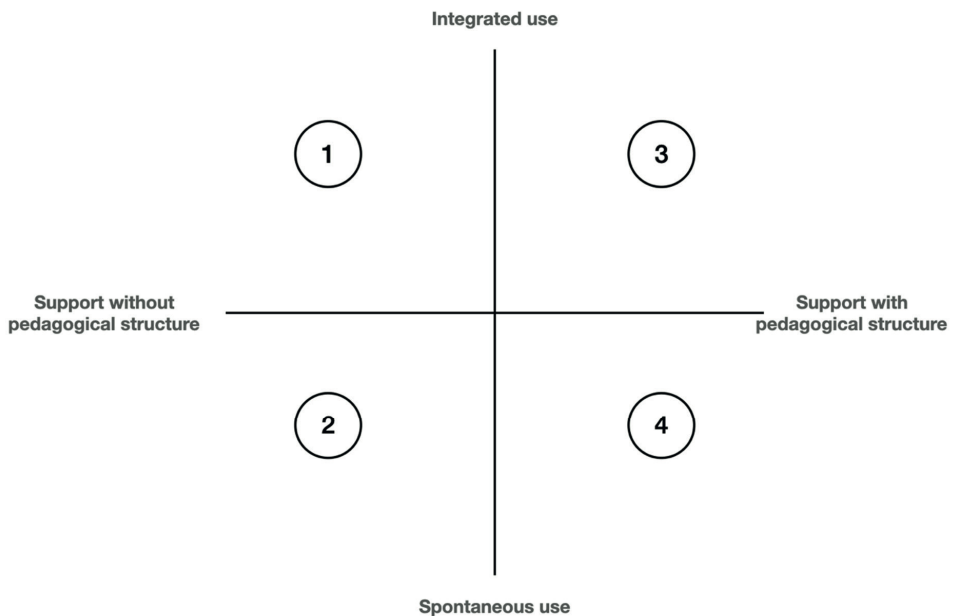 Integrated use
1
3
Support without
pedagogical structure
Support with
pedagogical structure
2
4
Spontaneous use